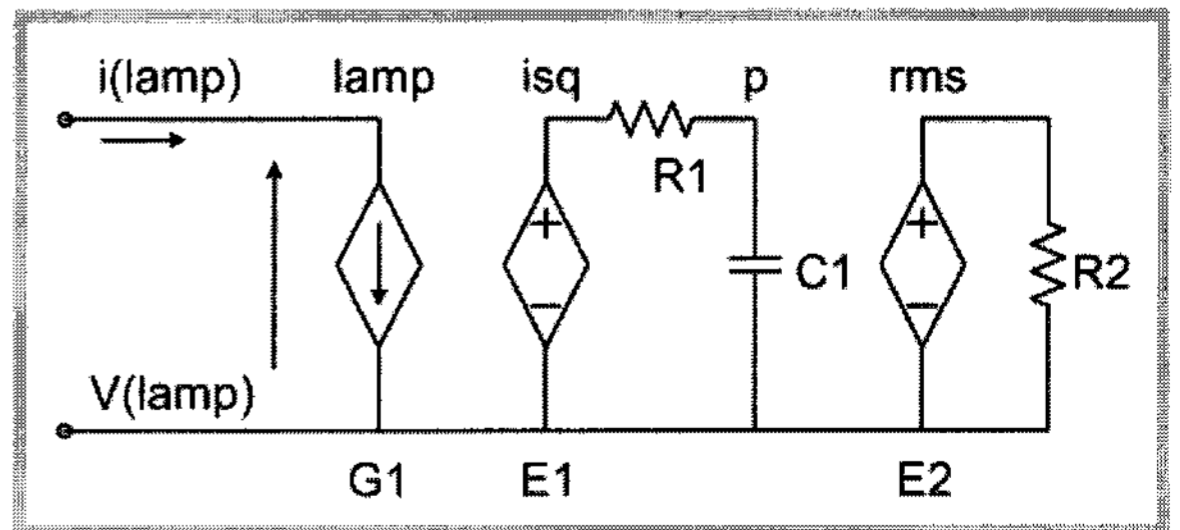 i(lamp) lamp isq p rms
R1
+ +
C1 R2
− −
V(lamp)
G1 E1 E2